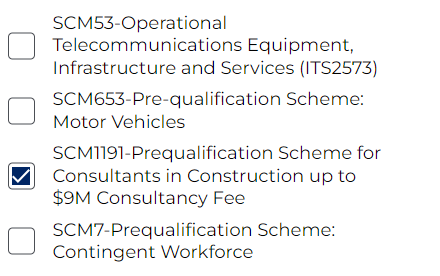 SCM53-Operational
Telecommunications Equipment,
Infrastructure and Services (ITS2573)
SCM653-Pre-qualification Scheme:
Motor Vehicles
SCM1191-Prequalification Scheme for
Consultants in Construction up to
$9M Consultancy Fee
SCM7-Prequalification Scheme:
Contingent Workforce